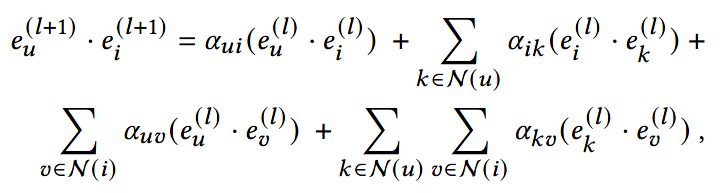 e_u^{(l+1)} · e_i^{(l+1)} = α_{ui}(e_u^{(l)} · e_i^{(l)}) + ∑_{k∈N(u)} α_{ik}(e_i^{(l)} · e_k^{(l)}) +
∑_{v∈N(i)} α_{uv}(e_u^{(l)} · e_v^{(l)}) + ∑_{k∈N(u)} ∑_{v∈N(i)} α_{kv}(e_k^{(l)} · e_v^{(l)}) ,